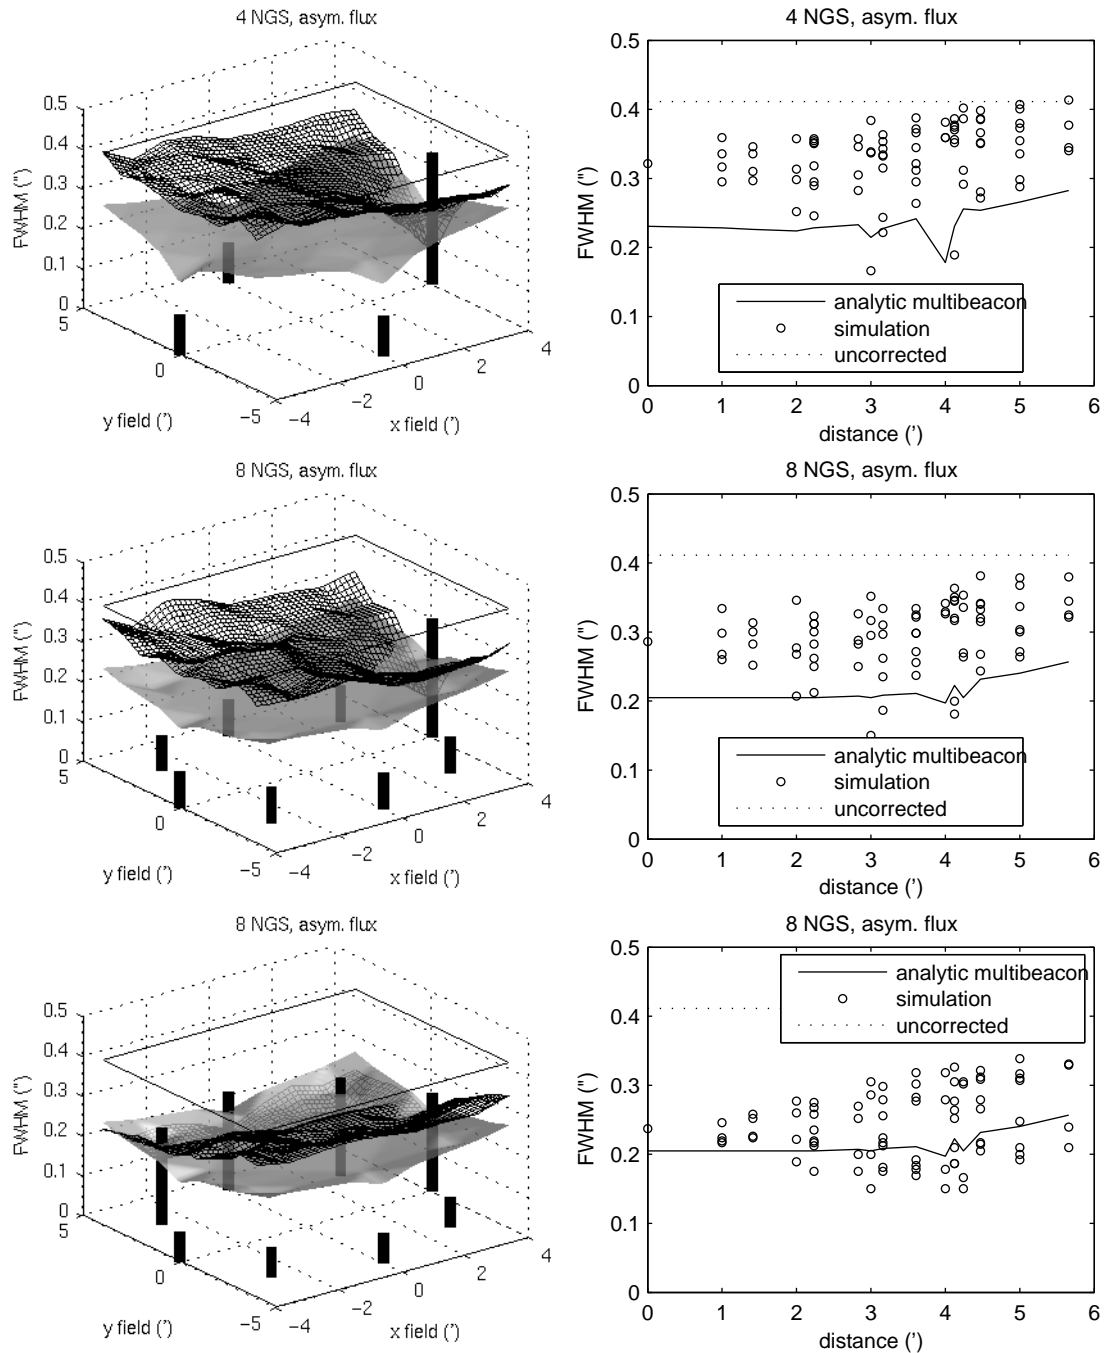 4 NGS, asym. flux
0.5
0.4
0.3
0.2
0.1
0
FWHM (")
5
0
−5
y field (')
−4
−2
0
2
4
x field (')
4 NGS, asym. flux
0.5
0.4
0.3
0.2
0.1
0
FWHM (")
analytic multibeacon
simulation
uncorrected
0 1 2 3 4 5 6
distance (')
8 NGS, asym. flux
0.5
0.4
0.3
0.2
0.1
0
FWHM (")
5
0
−5
y field (')
−4
−2
0
2
4
x field (')
8 NGS, asym. flux
0.5
0.4
0.3
0.2
0.1
0
FWHM (")
analytic multibeacon
simulation
uncorrected
0 1 2 3 4 5 6
distance (')
8 NGS, asym. flux
0.5
0.4
0.3
0.2
0.1
0
FWHM (")
5
0
−5
y field (')
−4
−2
0
2
4
x field (')
8 NGS, asym. flux
0.5
0.4
0.3
0.2
0.1
0
FWHM (")
analytic multibeacon
simulation
uncorrected
0 1 2 3 4 5 6
distance (')